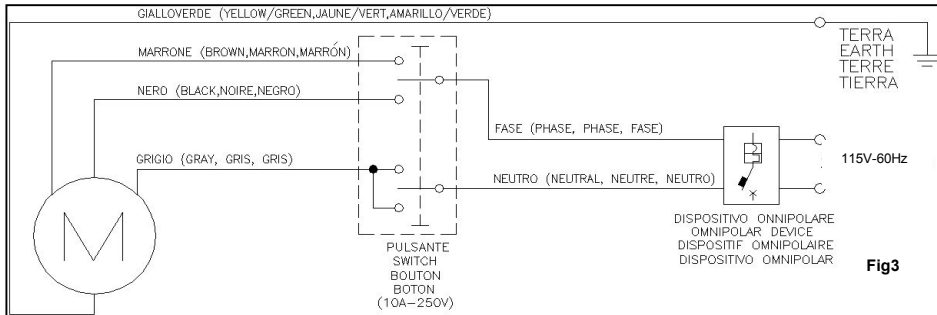 GIALLOVERDE (YELLOW/GREEN,JAUNE/VERT,AMARILLO/VERDE)
TERRA
EARTH
TERRE
TIERRA
MARRONE (BROWN,MARRON,MARRÓN)
NERO (BLACK,NOIRE,NEGRO)
FASE (PHASE, PHASE, FASE)
115V-60Hz
GRIGIO (GRAY, GRIS, GRIS)
NEUTRO (NEUTRAL, NEUTRE, NEUTRO)
M
DISPOSITIVO ONNIPOLARE
OMNIPOLAR DEVICE
DISPOSITIF OMNIPOLAIRE
DISPOSITIVO OMNIPOLAR
PULSANTE
SWITCH
BOUTON
BOTON
(10A-250V)
Fig3